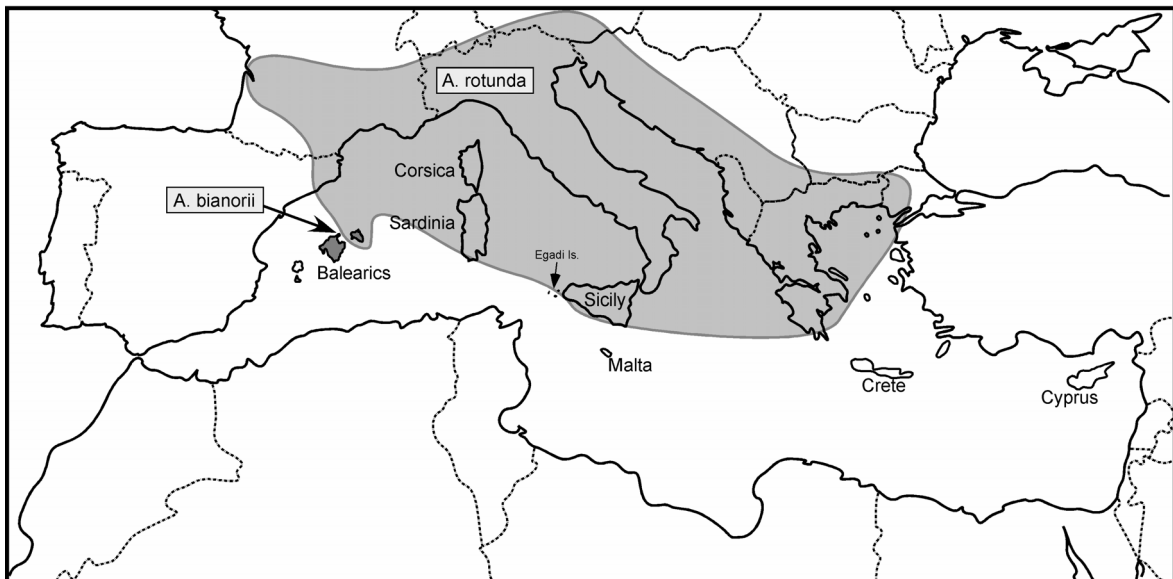 A. rotunda
Corsica
A. bianorii
Sardinia
Egadi Is.
Balearics
Sicily
Malta
Crete
Cyprus